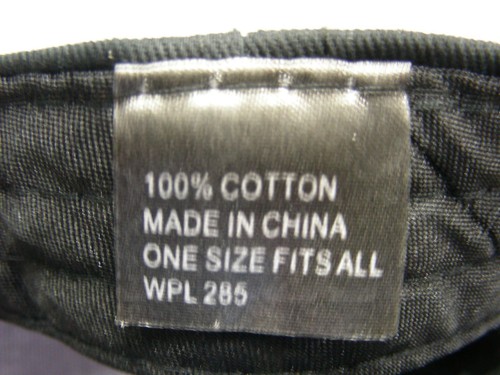 100% COTTON
MADE IN CHINA
ONE SIZE FITS ALL
WPL 285